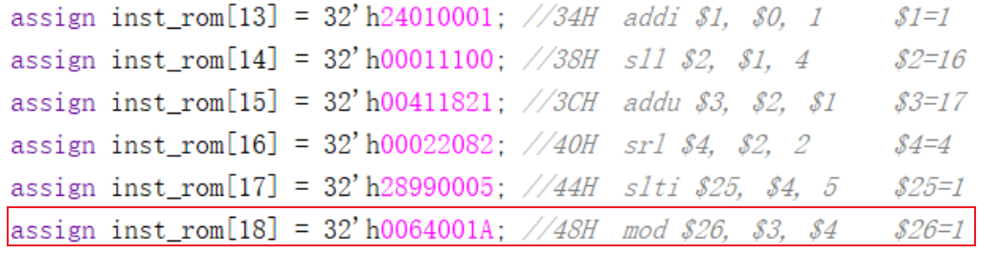 assign inst_rom[13] = 32'h24010001; //34H addi $1, $0, 1 $1=1
assign inst_rom[14] = 32'h00011100; //38H sll $2, $1, 4 $2=16
assign inst_rom[15] = 32'h00411821; //3CH addu $3, $2, $1 $3=17
assign inst_rom[16] = 32'h00022082; //40H srl $4, $2, 2 $4=4
assign inst_rom[17] = 32'h28990005; //44H slti $25, $4, 5 $25=1
assign inst_rom[18] = 32'h0064001A; //48H mod $26, $3, $4 $26=1